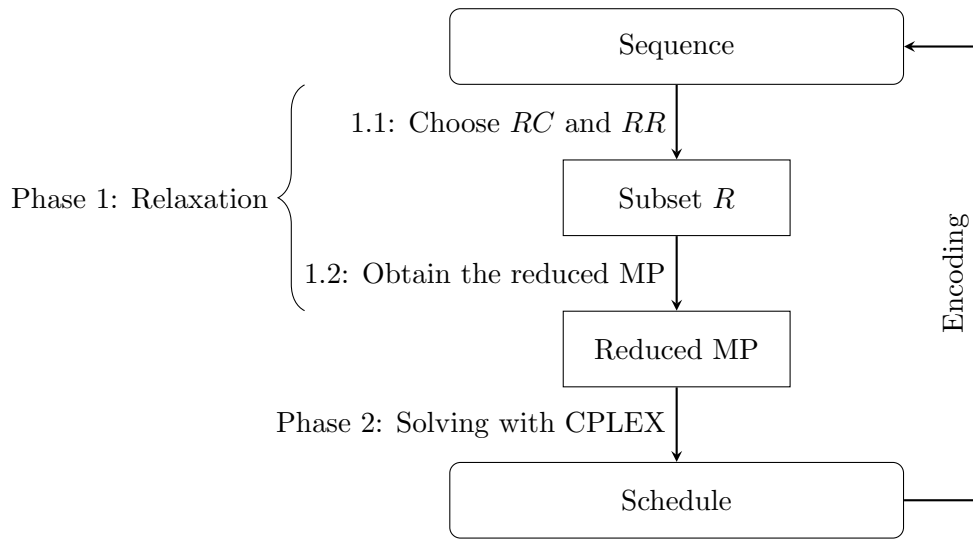 Sequence
1.1: Choose RC and RR
Phase 1: Relaxation
Subset R
1.2: Obtain the reduced MP
Encoding
Reduced MP
Phase 2: Solving with CPLEX
Schedule